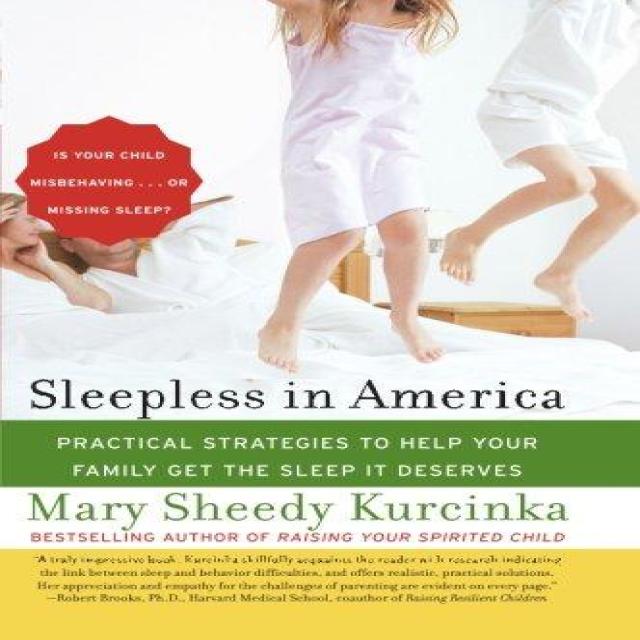 IS YOUR CHILD
MISBEHAVING . . . OR
MISSING SLEEP?
Sleepless in America
PRACTICAL STRATEGIES TO HELP YOUR
FAMILY GET THE SLEEP IT DESERVES
Mary Sheedy Kurcinka
BESTSELLING AUTHOR OF RAISING YOUR SPIRITED CHILD
"A truly impressive book. Kurcinka skillfully acquaints the reader with research indicating
the link between sleep and behavior difficulties, and offers realistic, practical solutions.
Her appreciation and empathy for the challenges of parenting are evident on every page."
—Robert Brooks, Ph.D., Harvard Medical School, coauthor of Raising Resilient Children